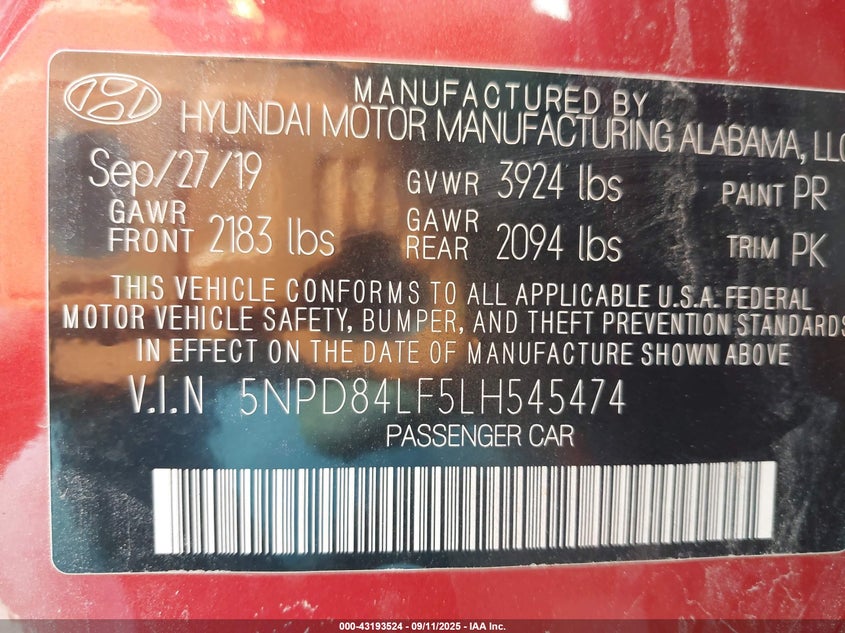 MANUFACTURED BY
HYUNDAI MOTOR MANUFACTURING ALABAMA, LLC
Sep/27/19 GVWR 3924 lbs PAINT PR
GAWR FRONT 2183 lbs GAWR REAR 2094 lbs TRIM PK
THIS VEHICLE CONFORMS TO ALL APPLICABLE U.S.A. FEDERAL
MOTOR VEHICLE SAFETY, BUMPER, AND THEFT PREVENTION STANDARDS
IN EFFECT ON THE DATE OF MANUFACTURE SHOWN ABOVE
V.I.N 5NPD84LF5LH545474
PASSENGER CAR
000-43193524 - 09/11/2025 - IAA Inc.